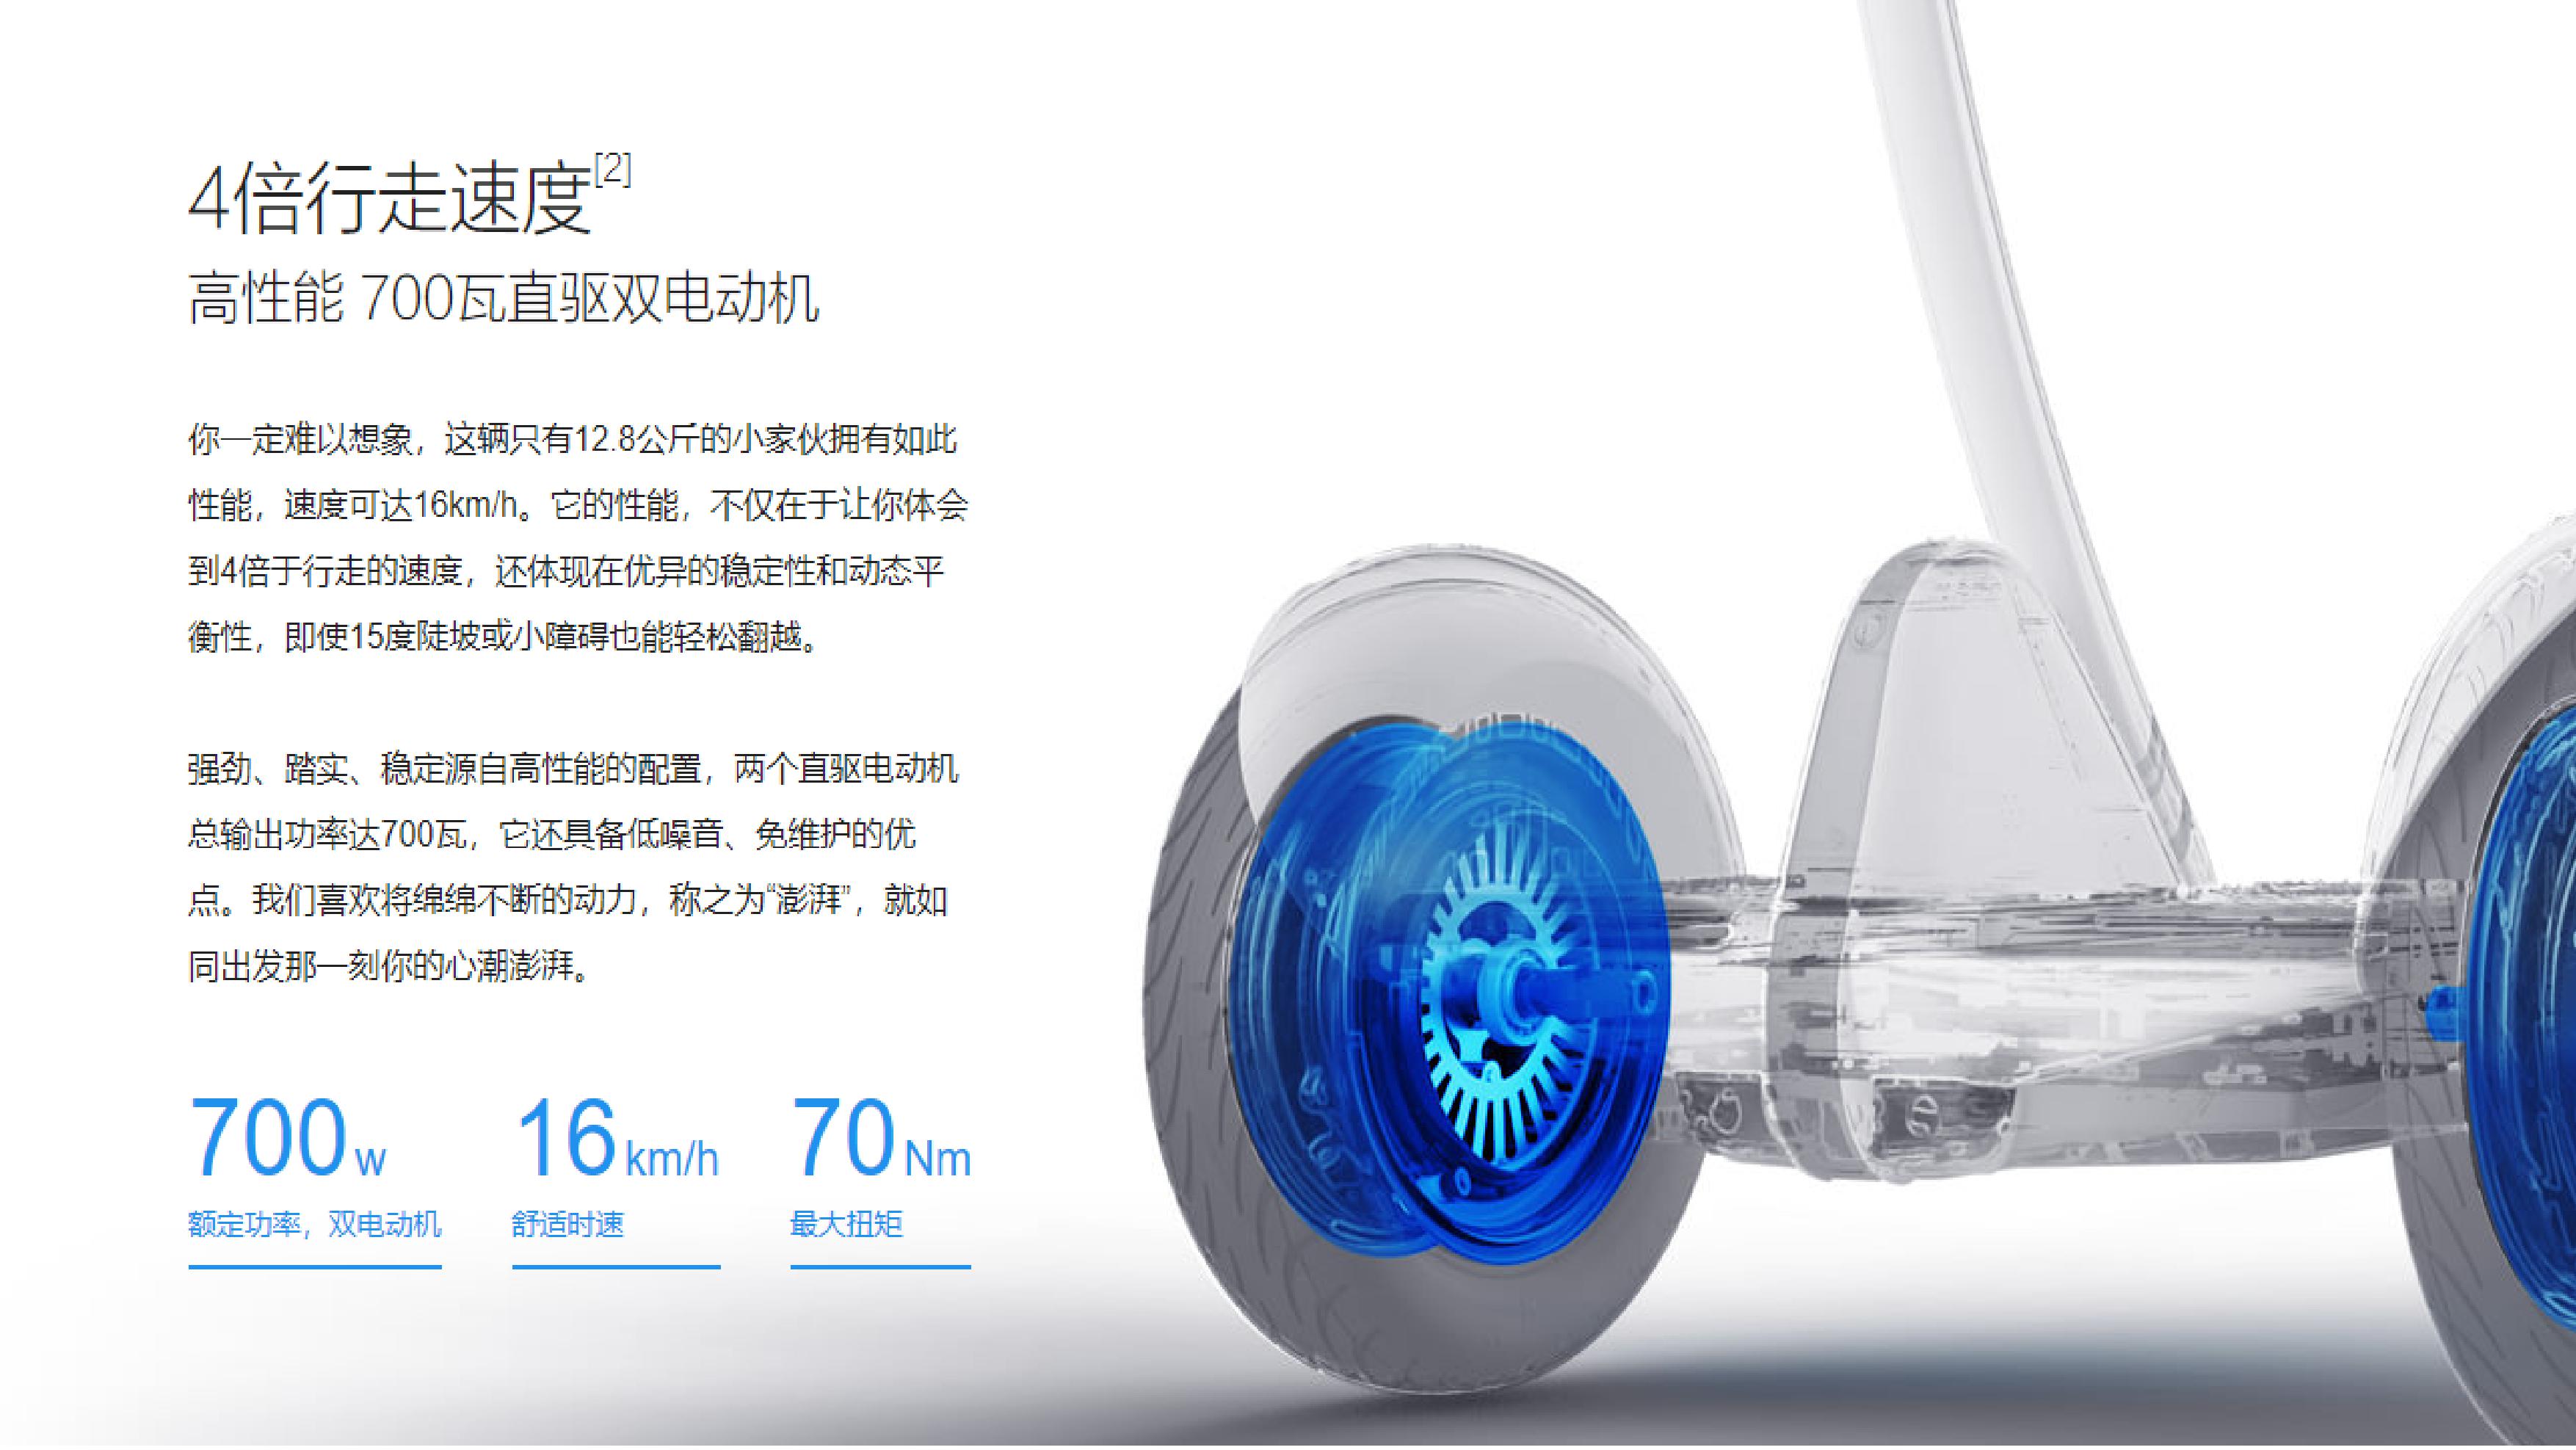 4倍行走速度[2]
高性能 700瓦直驱双电动机
你一定难以想象，这辆只有12.8公斤的小家伙拥有如此
性能，速度可达16km/h。它的性能，不仅在于让你体会
到4倍于行走的速度，还体现在优异的稳定性和动态平
衡性，即使15度陡坡或小障碍也能轻松翻越。
强劲、踏实、稳定源自高性能的配置，两个直驱电动机
总输出功率达700瓦，它还具备低噪音、免维护的优
点。我们喜欢将绵绵不断的动力，称之为“澎湃”，就如
同出发那一刻你的心潮澎湃。
700w 16km/h 70Nm
额定功率，双电动机 舒适时速 最大扭矩